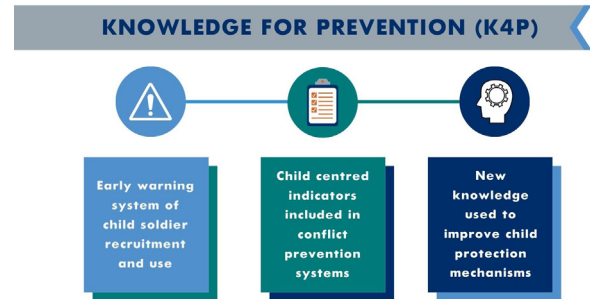 KNOWLEDGE FOR PREVENTION (K4P)
Early warning
system of
child soldier
recruitment
and use
Child centred
indicators
included in
conflict
prevention
systems
New
knowledge
used to
improve child
protection
mechanisms